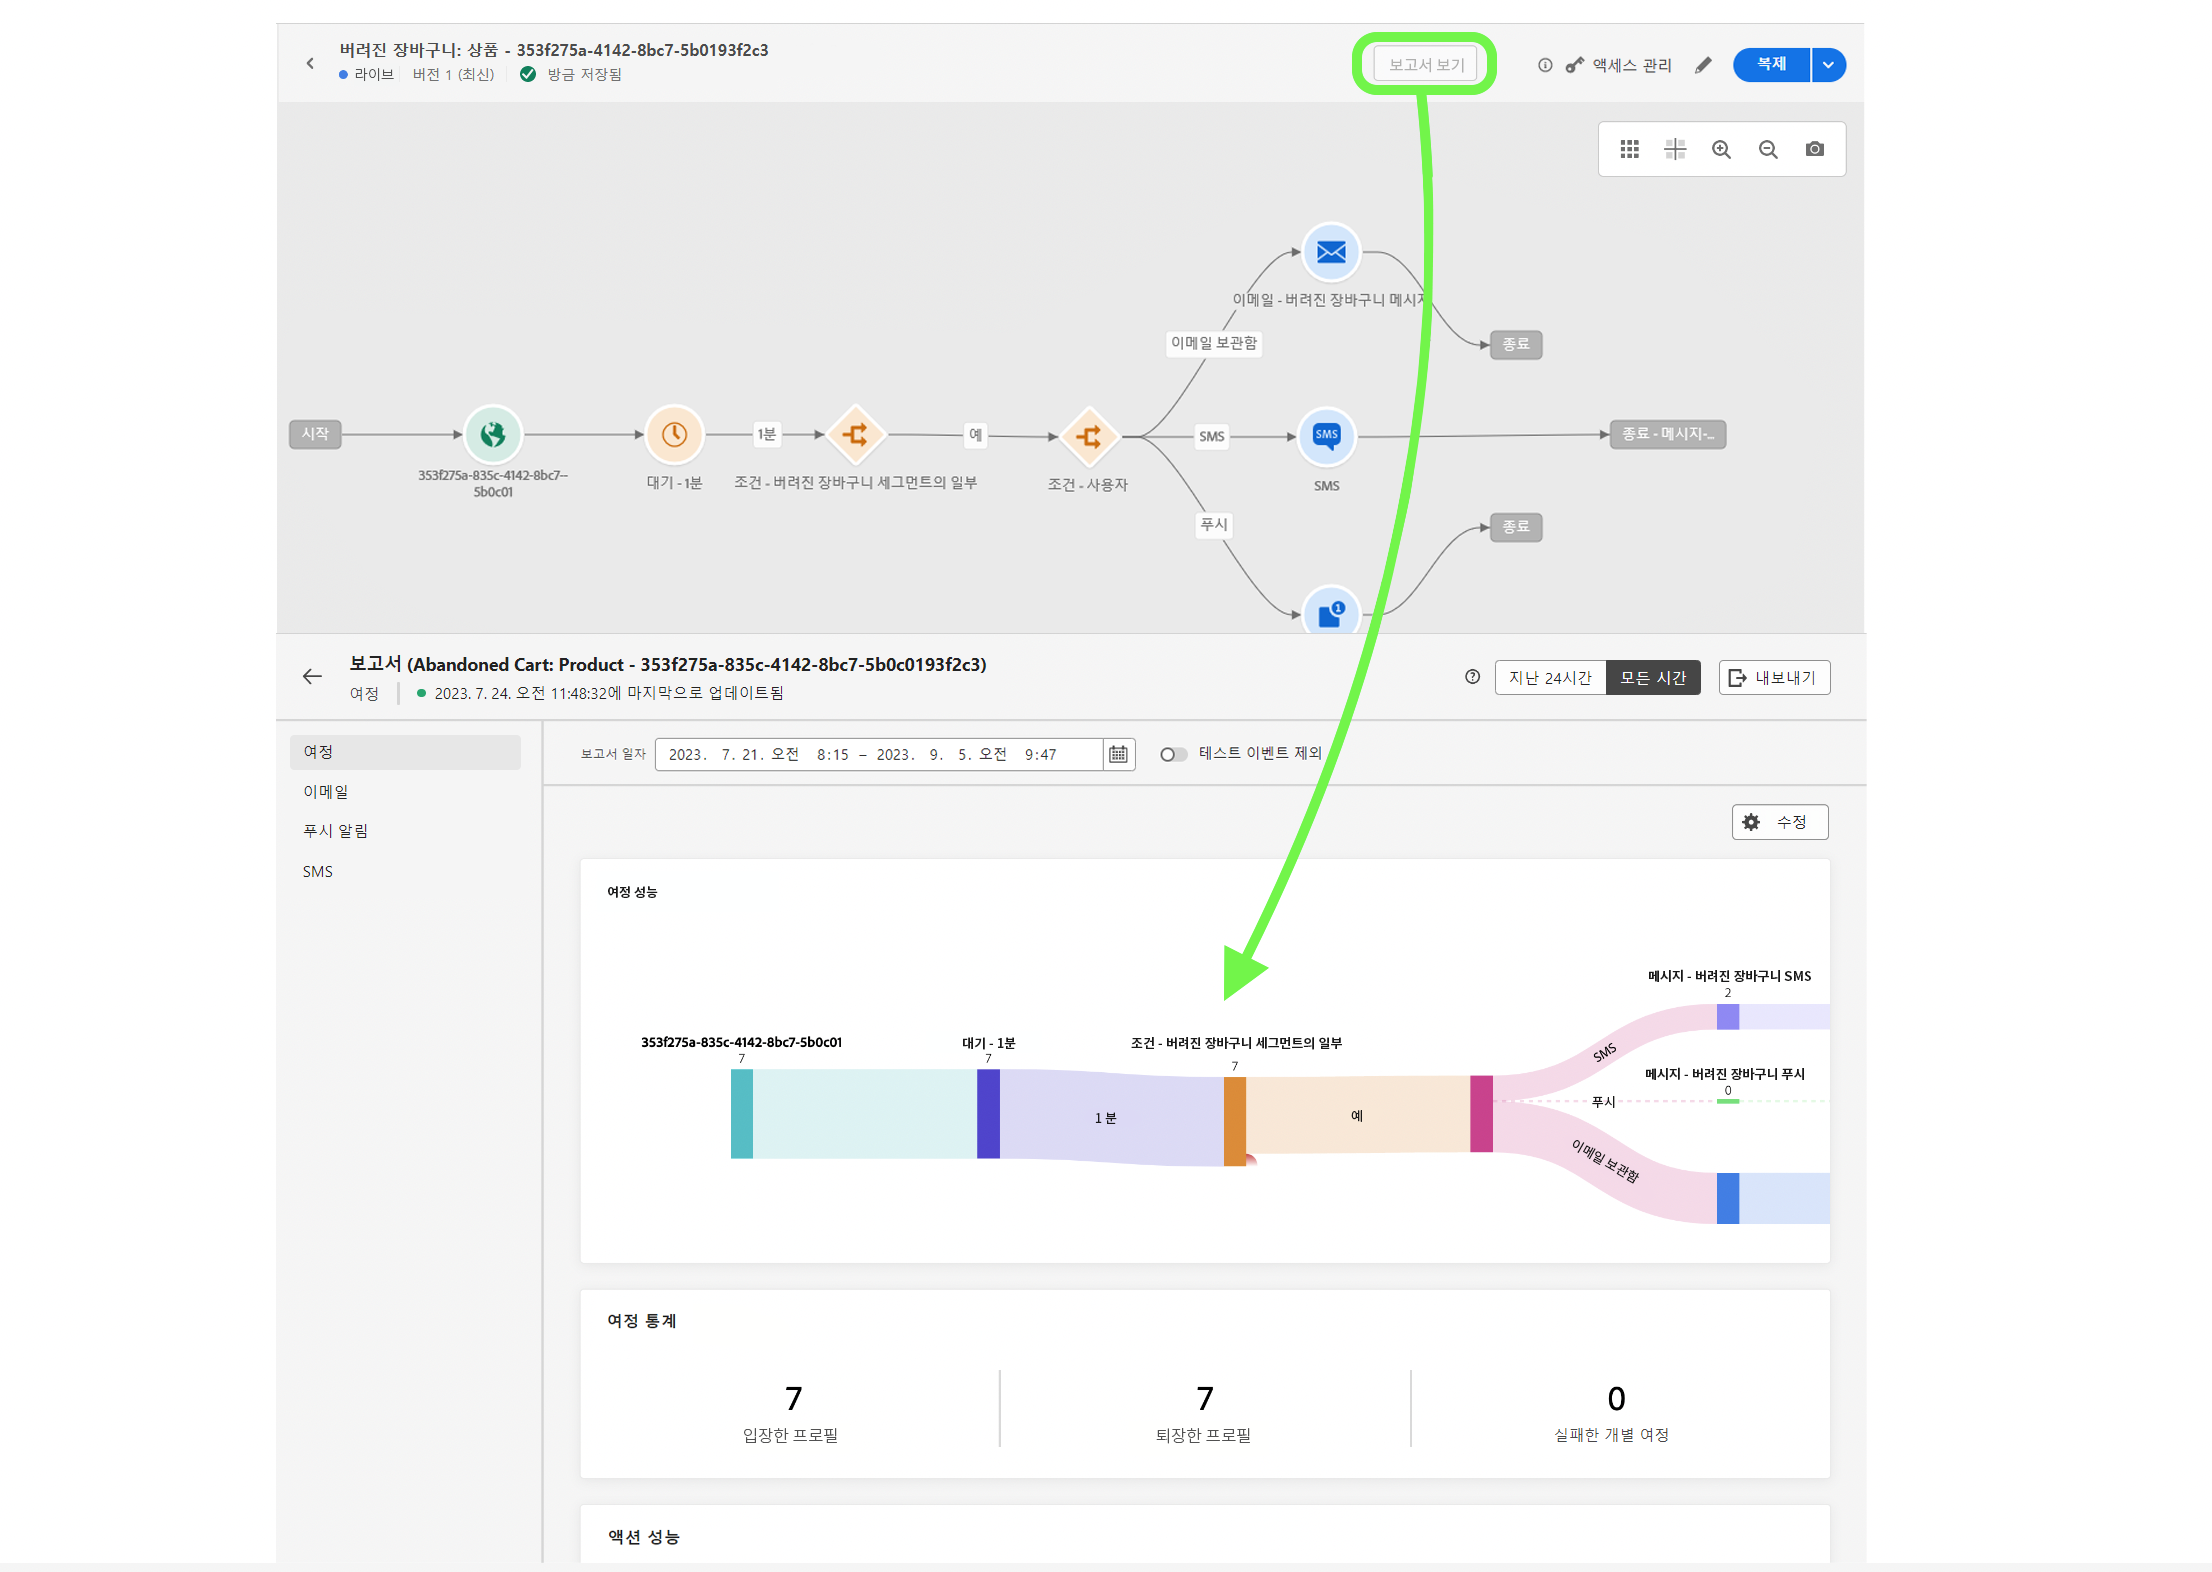 버려진 장바구니: 상품 - 353f275a-4142-8bc7-5b0193f2c3
라이브 버전 1 (최신) 방금 저장됨
보고서 보기
액세스 관리
복제
이메일 - 버려진 장바구니 메시지
이메일 보관함
종료
시작
1분
예
SMS
SMS
종료 - 메시지-...
353f275a-835c-4142-8bc7--
5b0c01
대기 - 1분
조건 - 버려진 장바구니 세그먼트의 일부
조건 - 사용자
SMS
푸시
종료
1
보고서 (Abandoned Cart: Product - 353f275a-835c-4142-8bc7-5b0c0193f2c3)
여정 2023. 7. 24. 오전 11:48:32에 마지막으로 업데이트됨
지난 24시간 모든 시간
내보내기
여정
이메일
푸시 알림
SMS
보고서 일자 2023. 7. 21. 오전 8:15 – 2023. 9. 5. 오전 9:47
테스트 이벤트 제외
수정
여정 성능
메시지 - 버려진 장바구니 SMS
2
353f275a-835c-4142-8bc7-5b0c01
7
대기 - 1분
7
조건 - 버려진 장바구니 세그먼트의 일부
7
SMS
메시지 - 버려진 장바구니 푸시
0
푸시
1 분
예
이메일 보관함
여정 통계
7
입장한 프로필
7
퇴장한 프로필
0
실패한 개별 여정
액션 성능